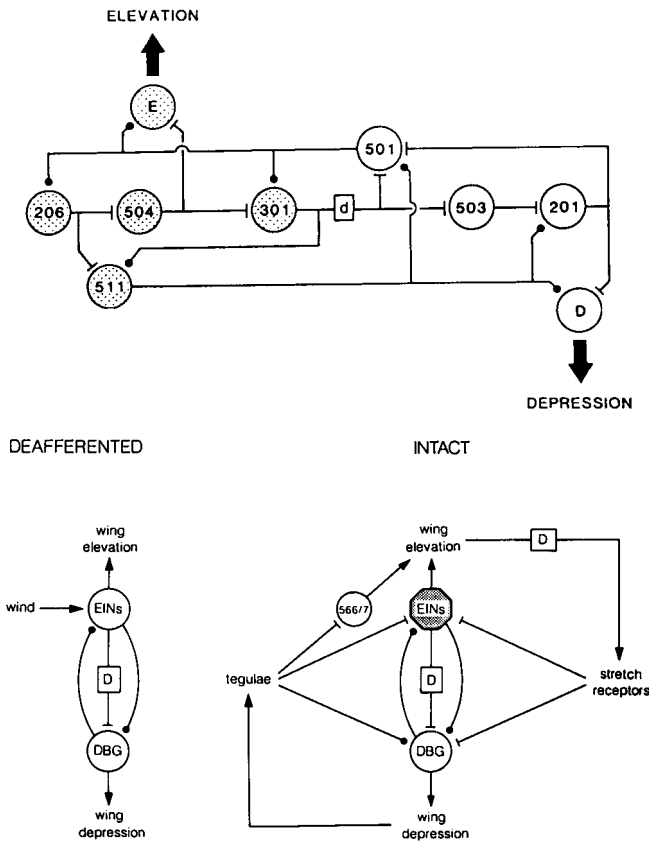 ELEVATION
E
501
206
504
301
d
503
201
511
D
DEPRESSION
DEAFFERENTED
INTACT
wing
elevation
wind
EINs
D
DBG
wing
depression
wing
elevation
D
566/7
EINs
tegulae
D
stretch
receptors
DBG
wing
depression